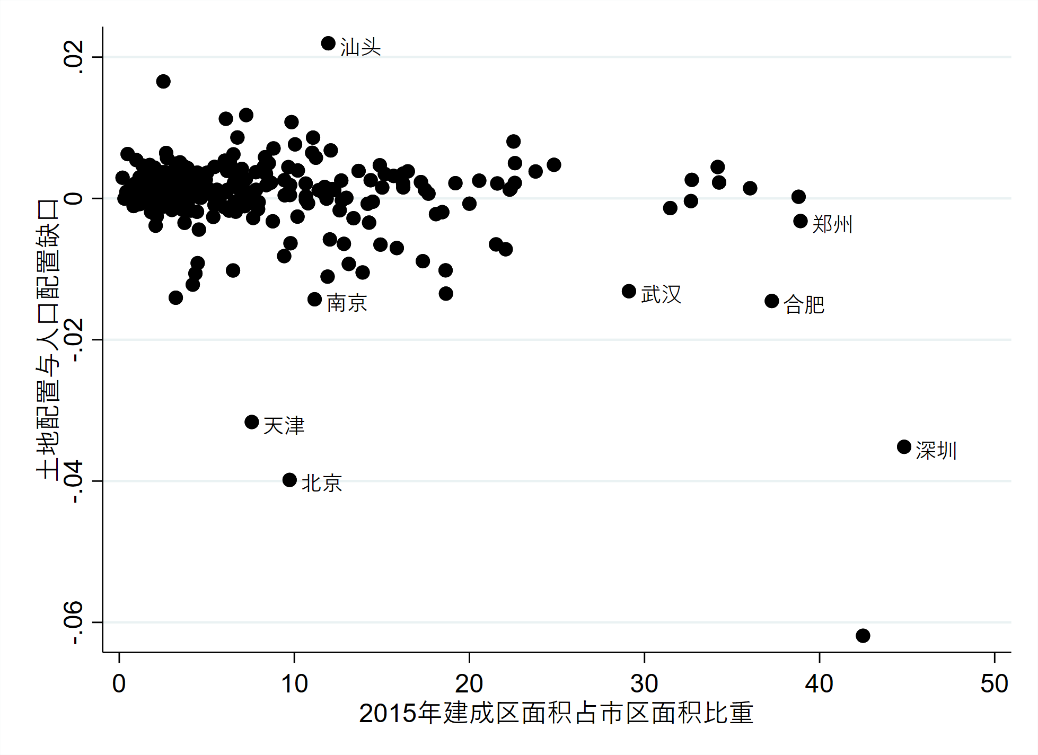 .02
0
-.02
-.04
-.06
土地配置与人口配置缺口
汕头
郑州
武汉
合肥
南京
天津
深圳
北京
0 10 20 30 40 50
2015年建成区面积占市区面积比重